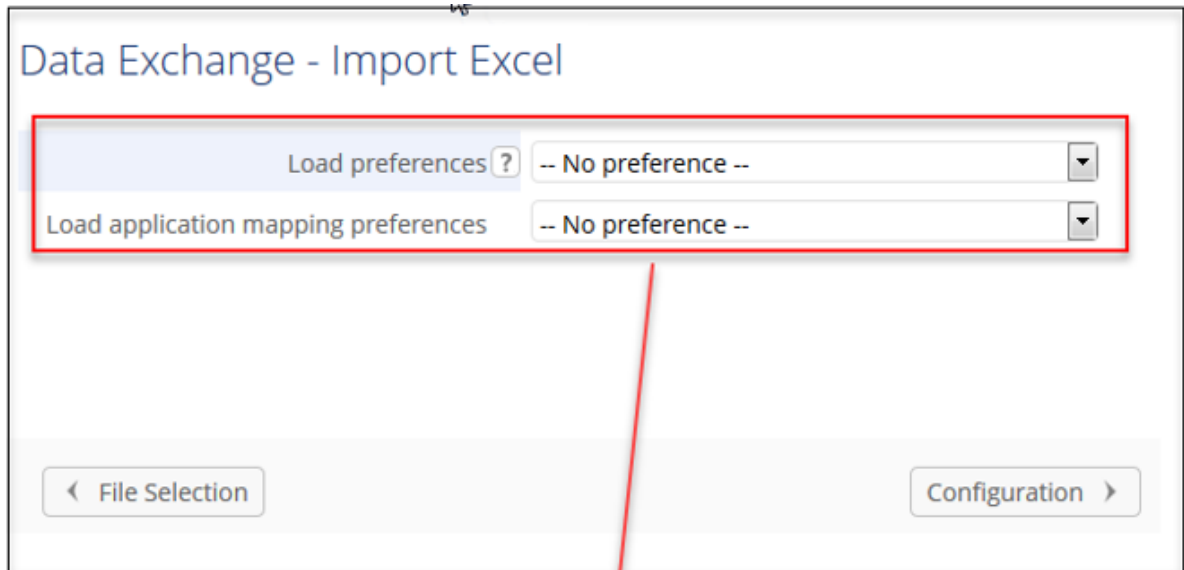 Data Exchange - Import Excel
Load preferences ? -- No preference --
Load application mapping preferences -- No preference --
File Selection
Configuration